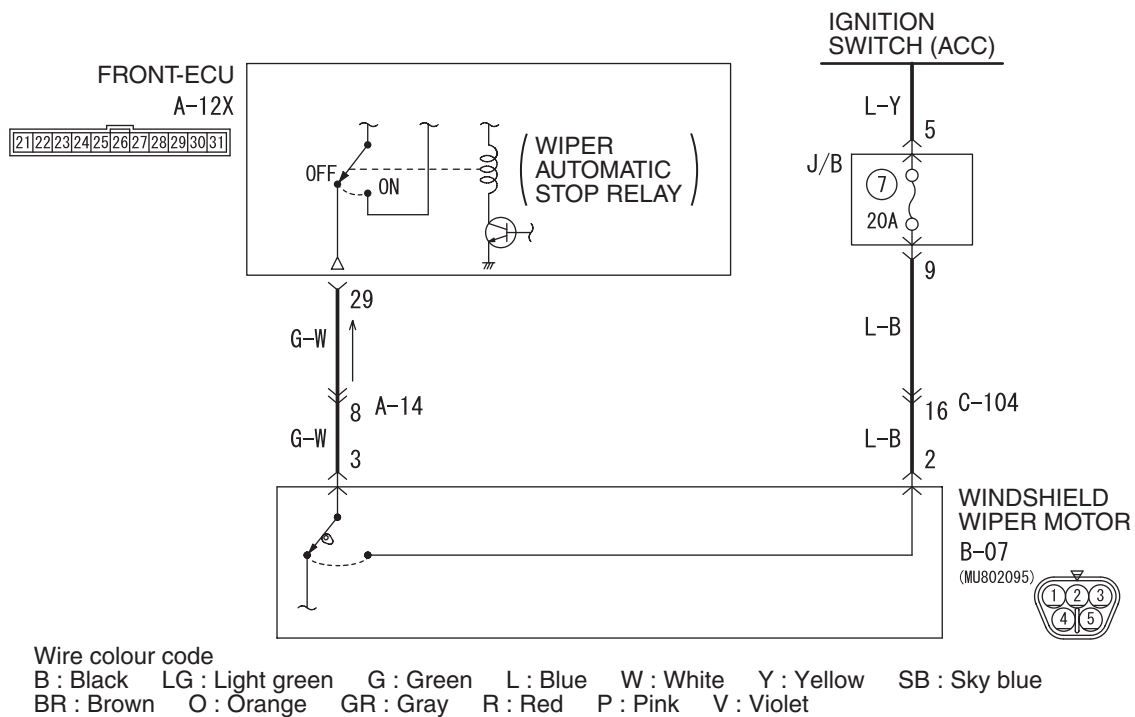 IGNITION
SWITCH (ACC)
FRONT-ECU
A-12X
21 22 23 24 25 26 27 28 29 30 31
OFF
ON
WIPER
AUTOMATIC
STOP RELAY
L-Y
5
J/B
7
20A
9
29
G-W
L-B
8 A-14
16 C-104
G-W
3
L-B
2
WINDSHIELD
WIPER MOTOR
B-07
(MU802095)
1 2 3
4 5
Wire colour code
B : Black LG : Light green G : Green L : Blue W : White Y : Yellow SB : Sky blue
BR : Brown O : Orange GR : Gray R : Red P : Pink V : Violet